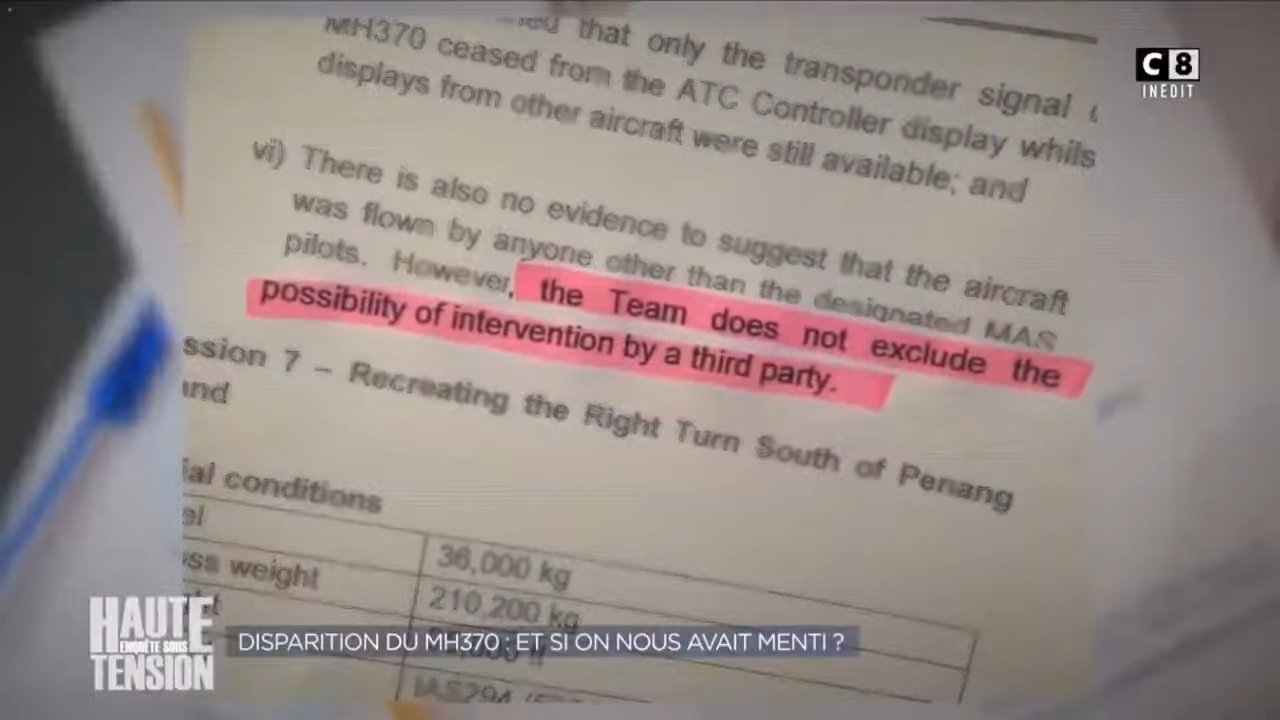 that only the transponder signal
MH370 ceased from the ATC Controller display whils
displays from other aircraft were still available; and
C8
INEDIT
vi) There is also no evidence to suggest that the aircraft
was flown by anyone other than the designated MAS
pilots. However, the Team does not exclude the
possibility of intervention by a third party.
ssion 7 – Recreating the Right Turn South of Penang
and
ial conditions
el
36,000 kg
ss weight
210,200 kg
HAUTE
ENQUÊTE SOUS
TENSION
DISPARITION DU MH370 : ET SI ON NOUS AVAIT MENTI ?